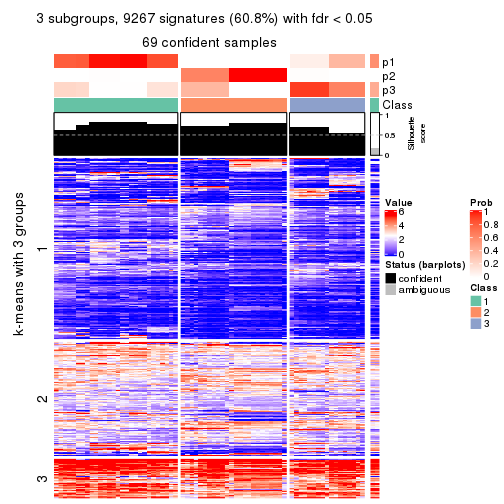 3 subgroups, 9267 signatures (60.8%) with fdr < 0.05
69 confident samples
p1
p2
p3
Class
1
0.5
0
Silhouette
score
k-means with 3 groups
1
2
3
Value
6
4
2
0
Status (barplots)
confident
ambiguous
Prob
1
0.8
0.6
0.4
0.2
0
Class
1
2
3